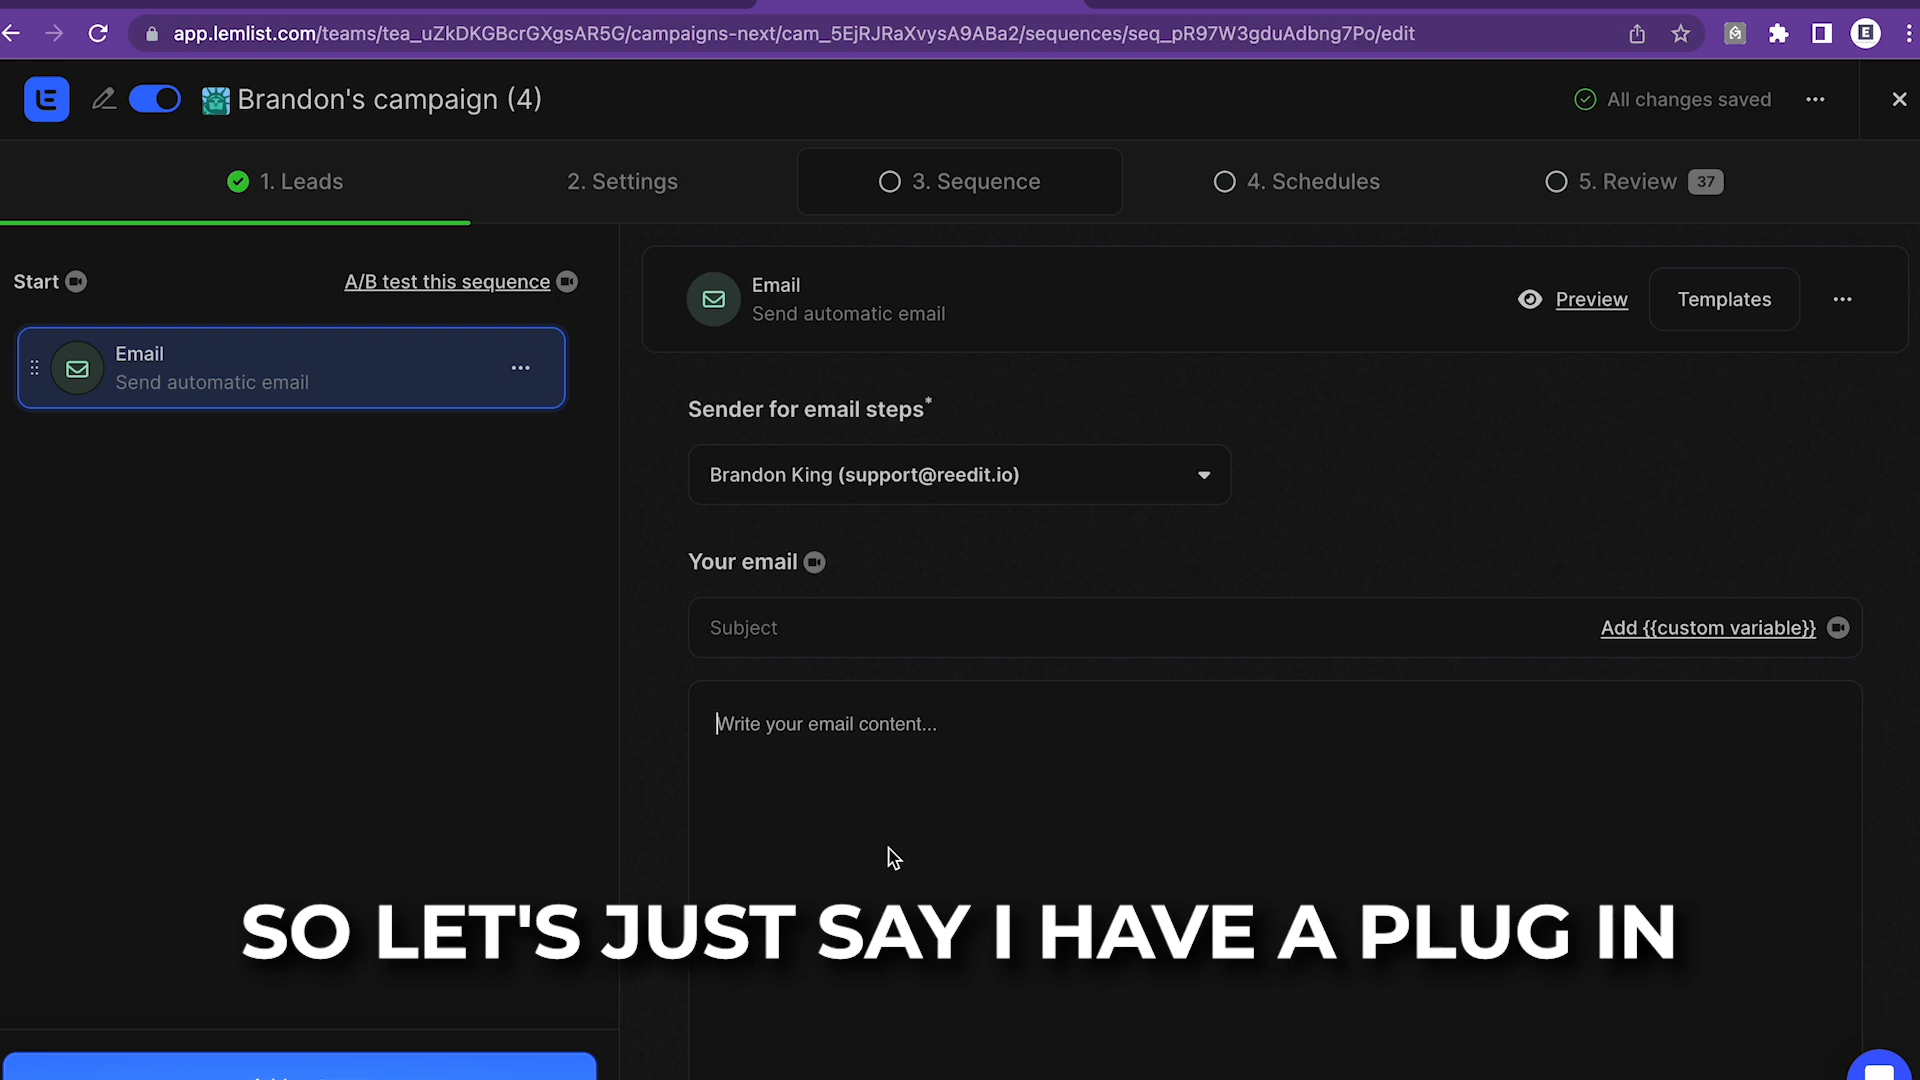 app.lemlist.com/teams/tea_uZkDKGBcrGXgsAR5G/campaigns-next/cam_5EjRJRaXvysA9ABa2/sequences/seq_pR97W3gduAdbng7Po/edit
E
Brandon's campaign (4)
All changes saved
1. Leads
2. Settings
3. Sequence
4. Schedules
5. Review 37
Start
A/B test this sequence
Email
Send automatic email
Email
Send automatic email
Preview
Templates
Sender for email steps*
Brandon King (support@reedit.io)
Your email
Subject
Add {{custom variable}}
Write your email content...
SO LET'S JUST SAY I HAVE A PLUG IN